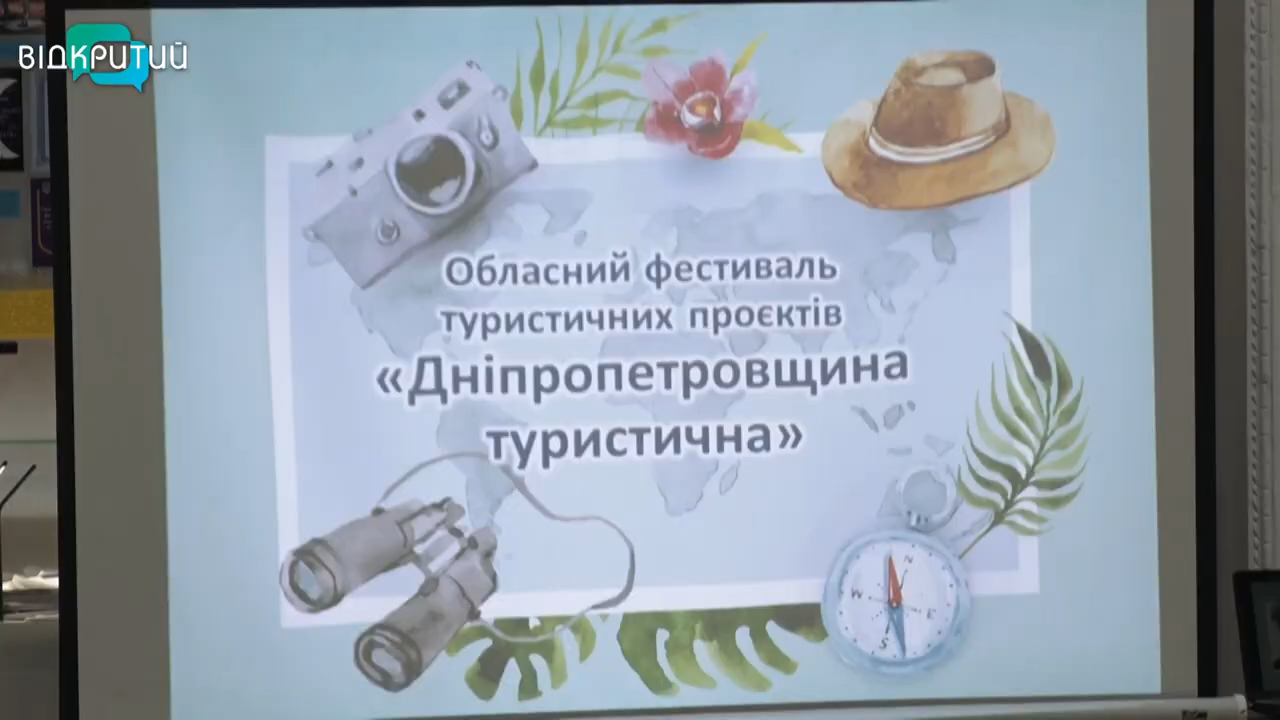 ВІДКРИТИЙ
Обласний фестиваль
туристичних проєктів
«Дніпропетровщина
туристична»
N
W
E
S